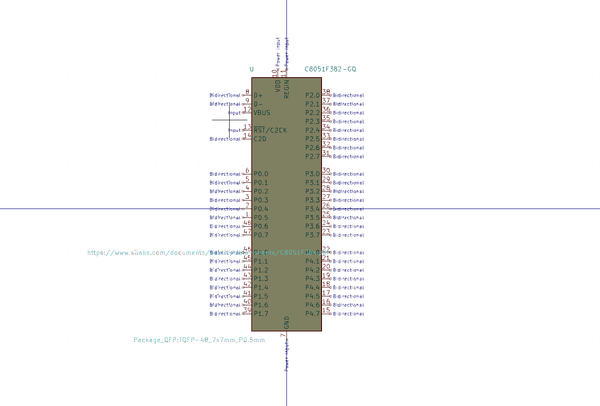 Power Input
Power Input
10
11
U
C8051F382-GQ
VDD
REGIN
Bidirectional 8 D+ P2.0 38 Bidirectional
Bidirectional 9 D- P2.1 37 Bidirectional
Input 12 VBUS P2.2 36 Bidirectional
P2.3 35 Bidirectional
Input 13 RST/C2CK P2.4 34 Bidirectional
Bidirectional 14 C2D P2.5 33 Bidirectional
P2.6 32 Bidirectional
P2.7 31 Bidirectional
Bidirectional 6 P0.0 P3.0 30 Bidirectional
Bidirectional 5 P0.1 P3.1 29 Bidirectional
Bidirectional 4 P0.2 P3.2 28 Bidirectional
Bidirectional 3 P0.3 P3.3 27 Bidirectional
Bidirectional 2 P0.4 P3.4 26 Bidirectional
Bidirectional 1 P0.5 P3.5 25 Bidirectional
Bidirectional 48 P0.6 P3.6 24 Bidirectional
Bidirectional 47 P0.7 P3.7 23 Bidirectional
https://www.silabs.com/documents/
46 22 Bidirectional
Bidirectional 45 P1.1 P4.1 21 Bidirectional
Bidirectional 44 P1.2 P4.2 20 Bidirectional
Bidirectional 43 P1.3 P4.3 19 Bidirectional
Bidirectional 42 P1.4 P4.4 18 Bidirectional
Bidirectional 41 P1.5 P4.5 17 Bidirectional
Bidirectional 40 P1.6 P4.6 16 Bidirectional
Bidirectional 39 P1.7 P4.7 15 Bidirectional
GND
7
Package_QFP:TQFP-48_7x7mm_P0.5mm
Power Input